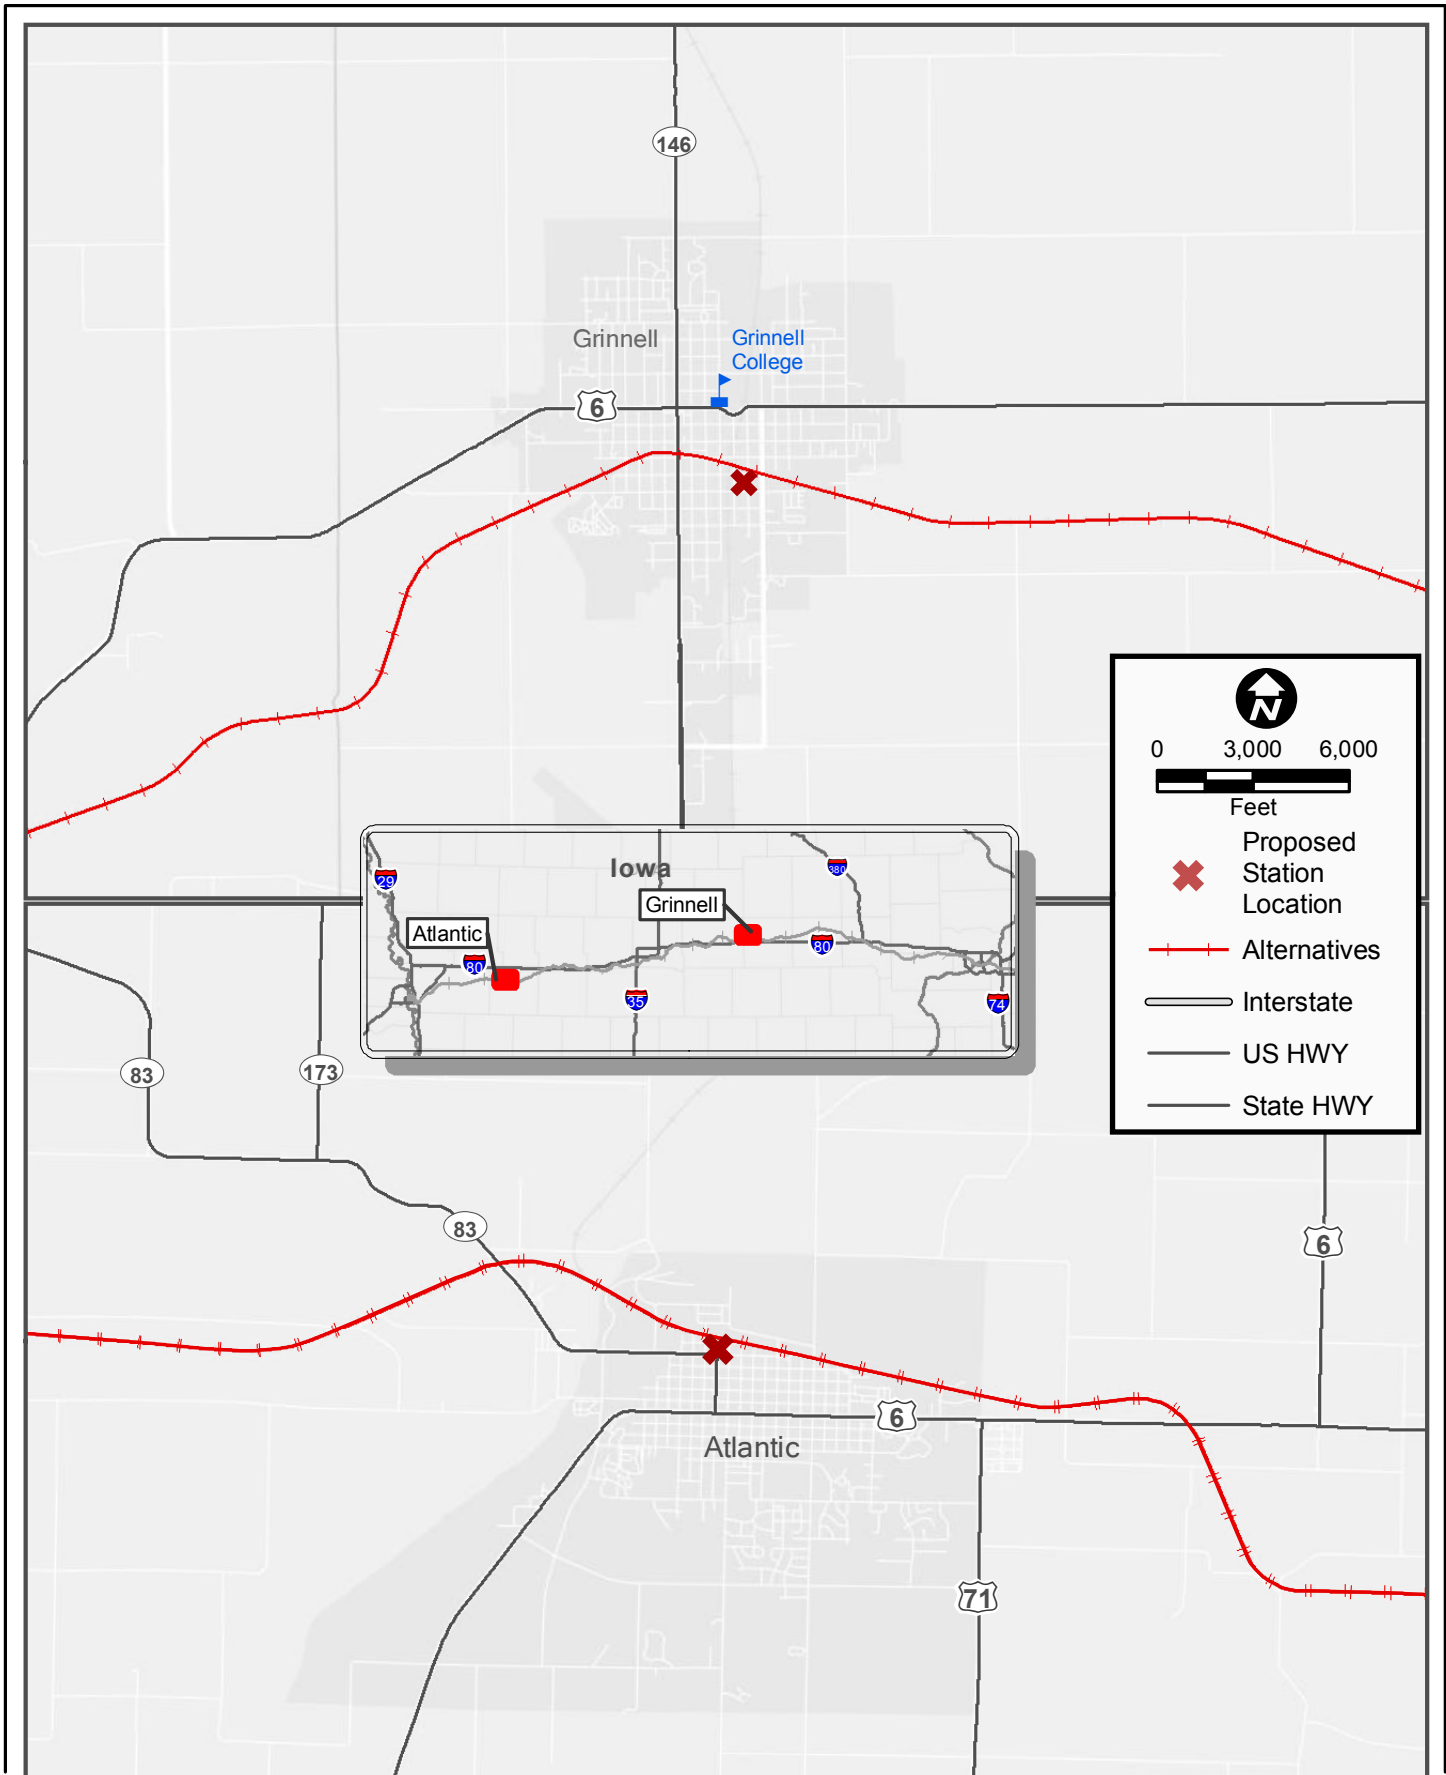 146
Grinnell
Grinnell
College
6
N
0 3,000 6,000
Feet
Proposed
Station
Location
Alternatives
Interstate
US HWY
State HWY
Iowa
29
380
Grinnell
Atlantic
80
80
35
74
83
173
83
6
6
Atlantic
71